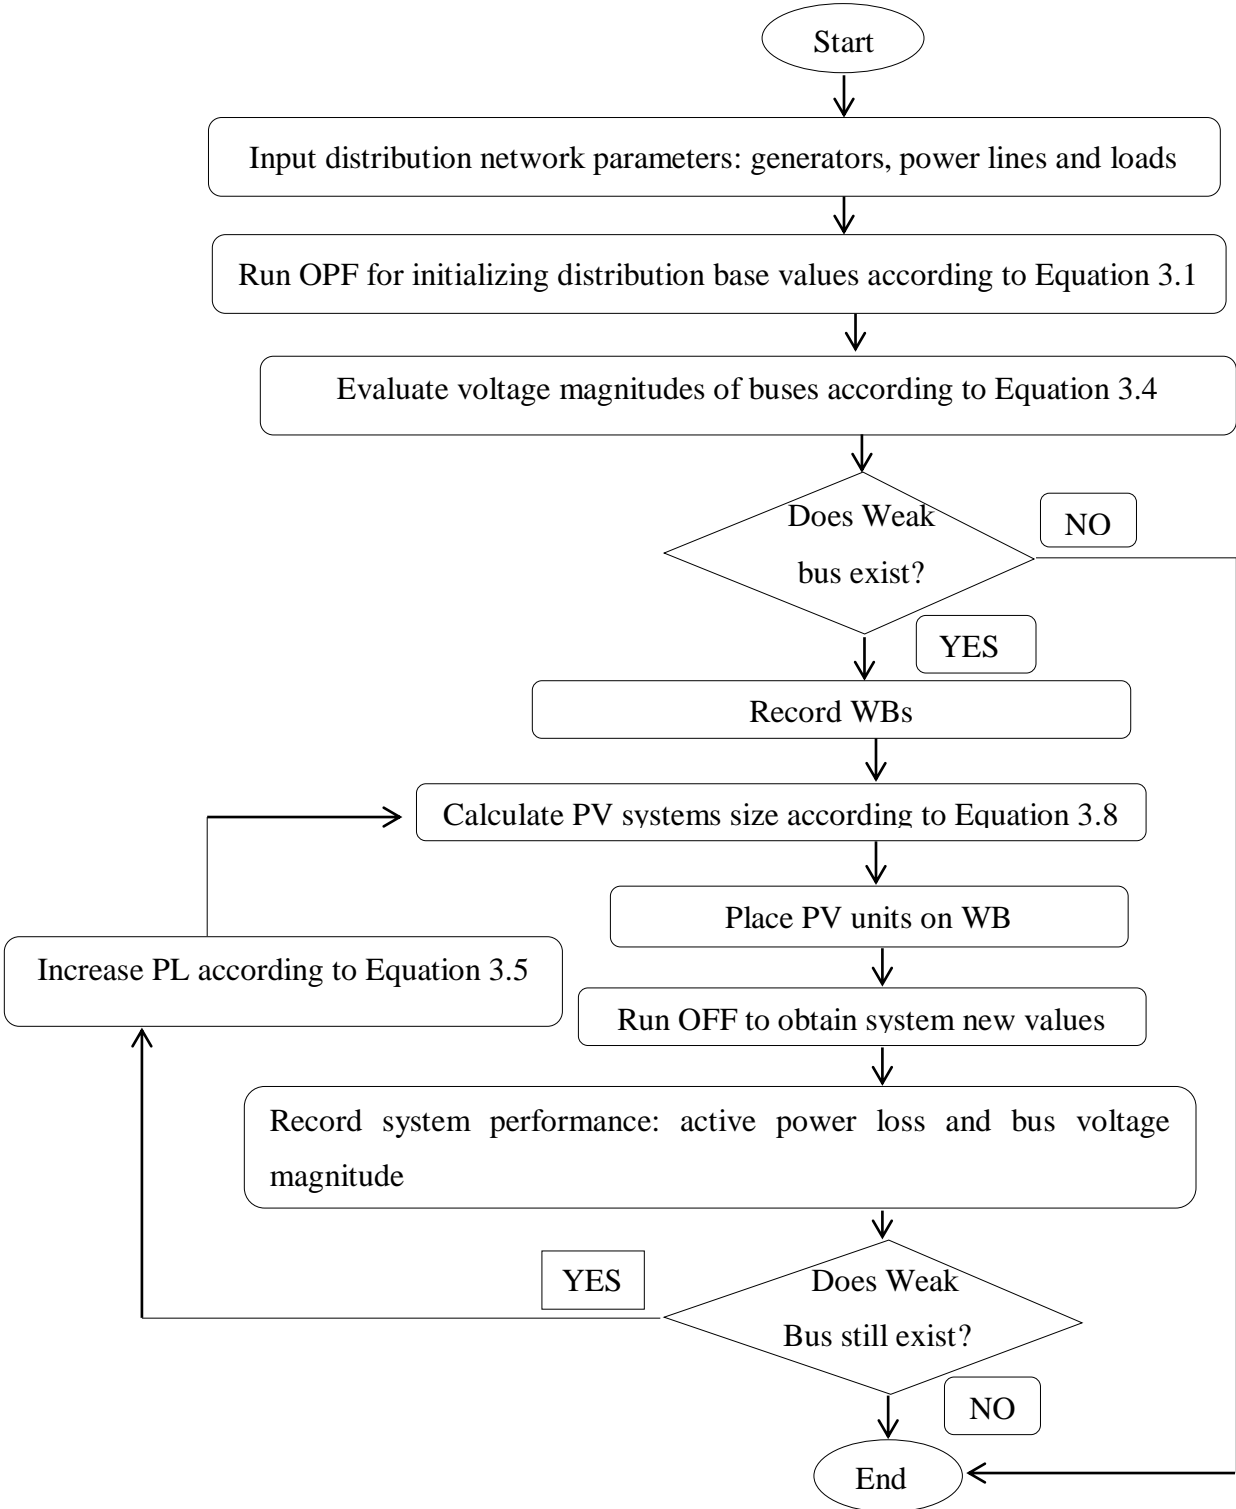 Start
Input distribution network parameters: generators, power lines and loads
Run OPF for initializing distribution base values according to Equation 3.1
Evaluate voltage magnitudes of buses according to Equation 3.4
Does Weak
bus exist?
NO
YES
Record WBs
Calculate PV systems size according to Equation 3.8
Place PV units on WB
Increase PL according to Equation 3.5
Run OFF to obtain system new values
Record system performance: active power loss and bus voltage
magnitude
YES
Does Weak
Bus still exist?
NO
End